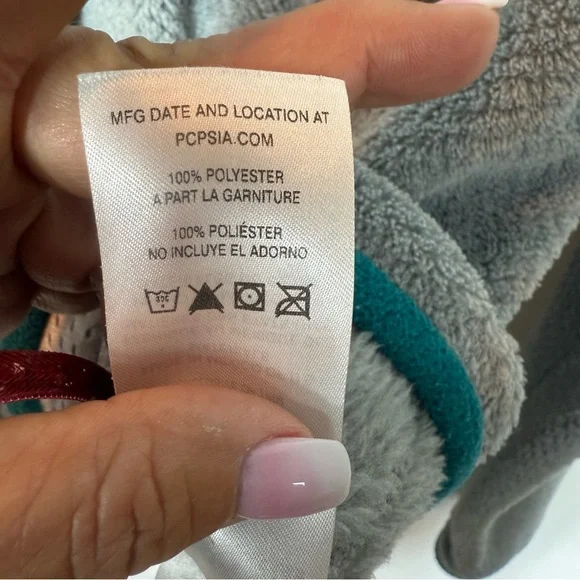 MFG DATE AND LOCATION AT
PCPSIA.COM
100% POLYESTER
A PART LA GARNITURE
100% POLIÉSTER
NO INCLUYE EL ADORNO